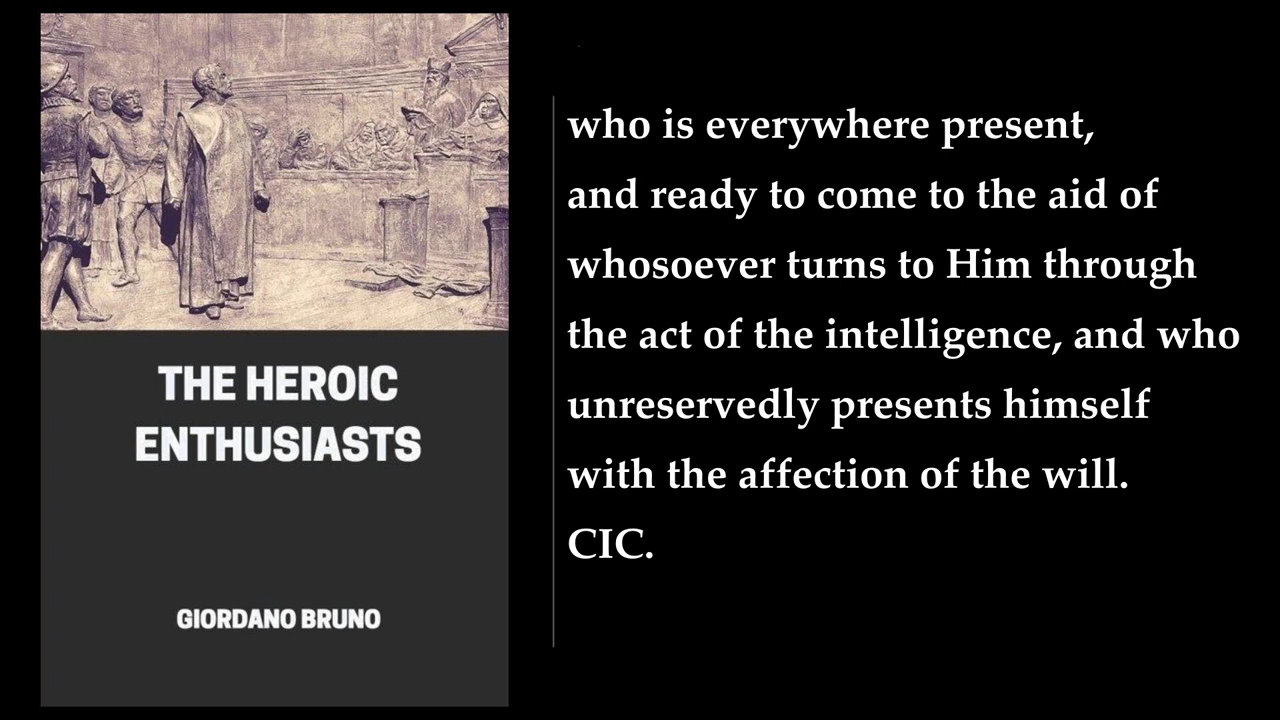 THE HEROIC
ENTHUSIASTS
GIORDANO BRUNO
who is everywhere present,
and ready to come to the aid of
whosoever turns to Him through
the act of the intelligence, and who
unreservedly presents himself
with the affection of the will.
CIC.